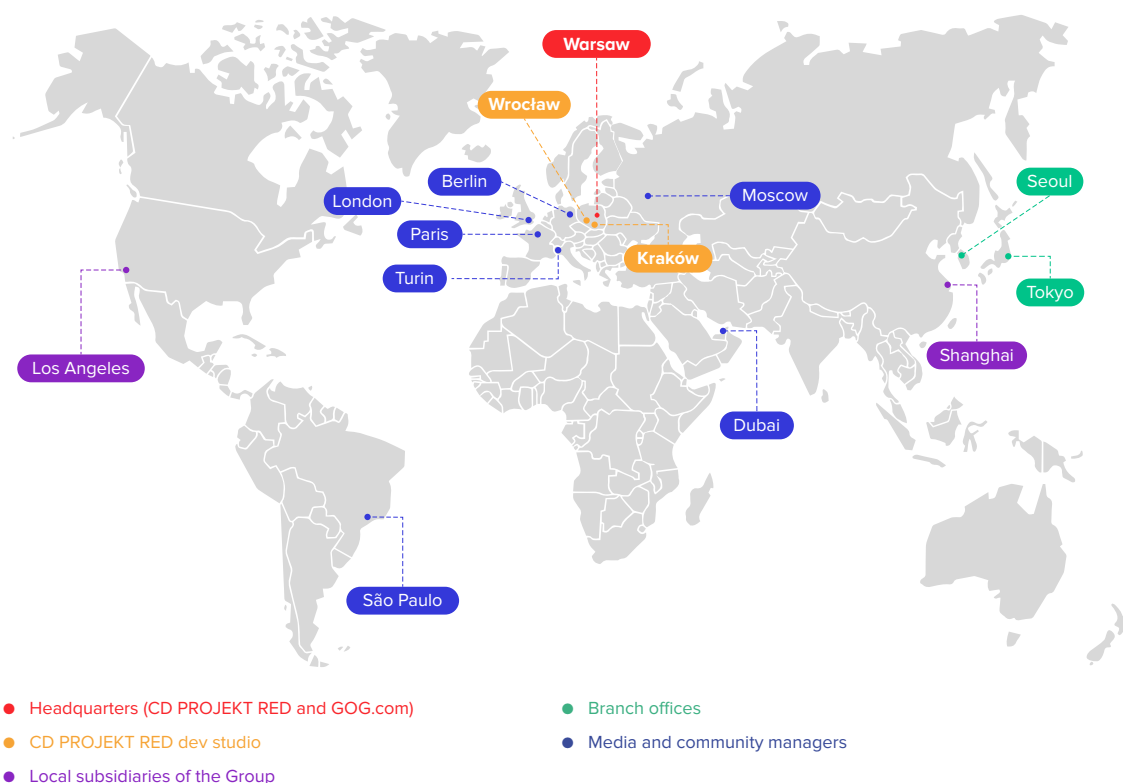 Warsaw
Wrocław
Berlin
London
Moscow
Seoul
Paris
Kraków
Turin
Tokyo
Shanghai
Los Angeles
Dubai
São Paulo
Headquarters (CD PROJEKT RED and GOG.com)
CD PROJEKT RED dev studio
Local subsidiaries of the Group
Branch offices
Media and community managers